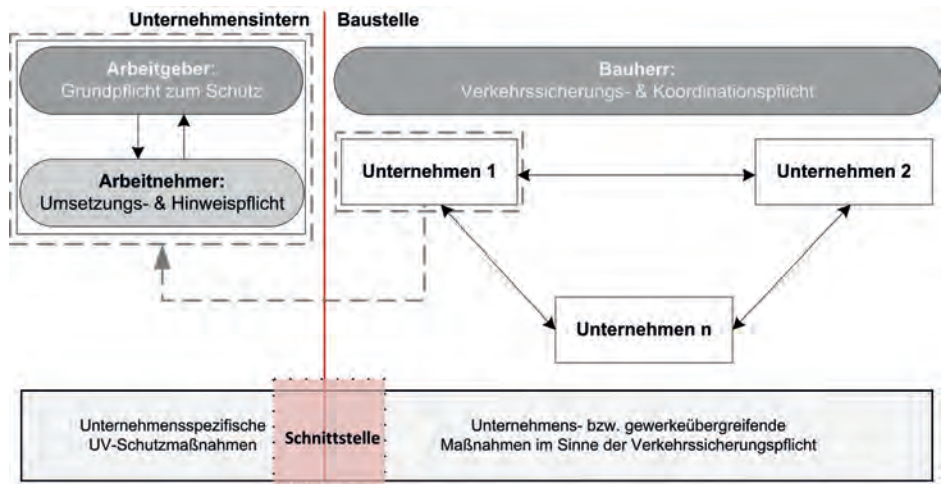 Unternehmensintern
Baustelle
Arbeitgeber:
Grundpflicht zum Schutz
Arbeitnehmer:
Umsetzungs- & Hinweispflicht
Bauherr:
Verkehrssicherungs- & Koordinationspflicht
Unternehmen 1
Unternehmen 2
Unternehmen n
Unternehmensspezifische
UV-Schutzmaßnahmen
Schnittstelle
Unternehmens- bzw. gewerkeübergreifende
Maßnahmen im Sinne der Verkehrssicherungspflicht